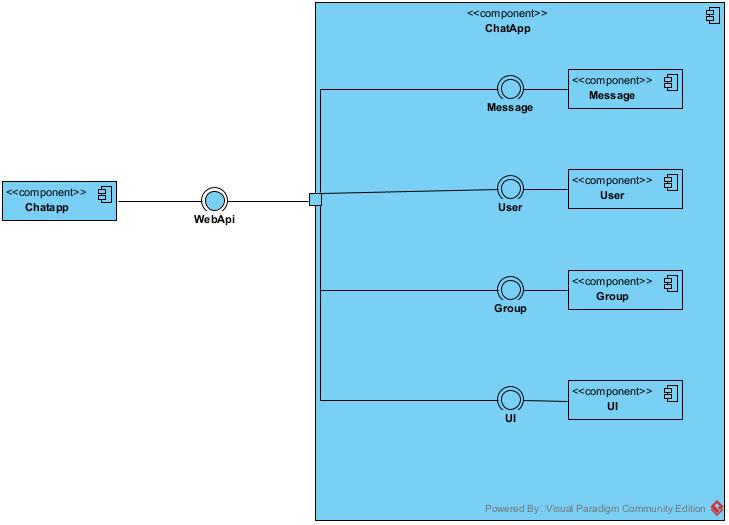 <<component>>
ChatApp
<<component>>
Message
Message
<<component>>
Chatapp
WebApi
<<component>>
User
User
<<component>>
Group
Group
<<component>>
UI
UI
Powered By: Visual Paradigm Community Edition